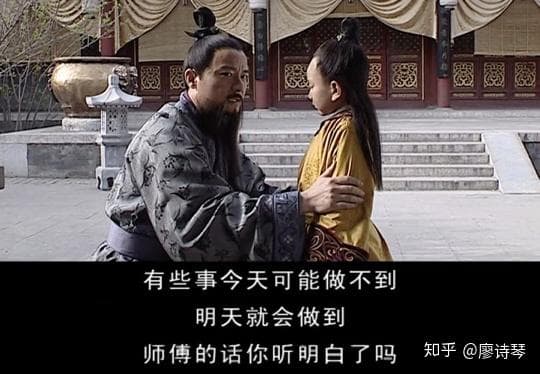 有些事今天可能做不到
明天就会做到
师傅的话你听明白了吗
知乎 @廖诗琴